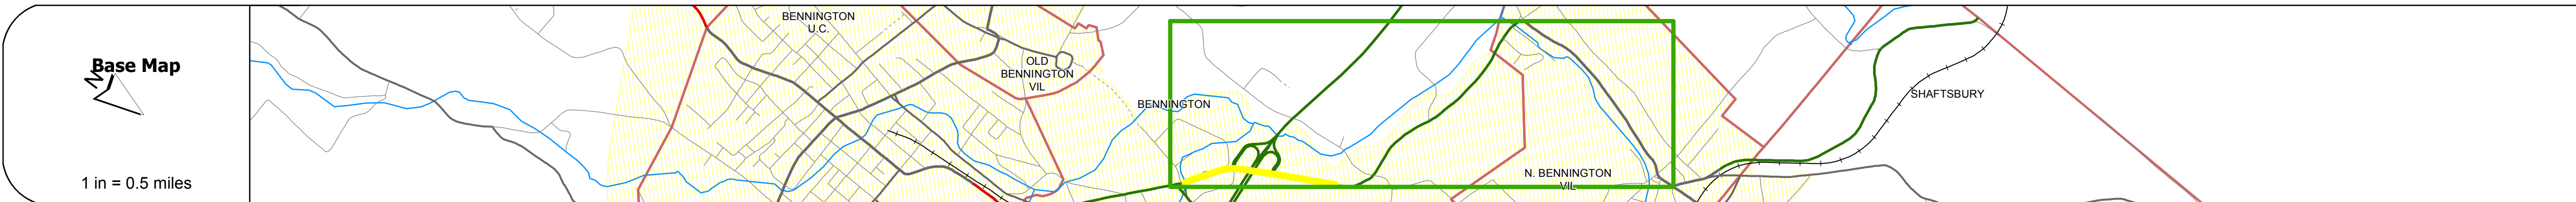 Base Map
N
1 in = 0.5 miles
BENNINGTON
U.C.
OLD
BENNINGTON
VIL
BENNINGTON
N. BENNINGTON
VIL
SHAFTSBURY